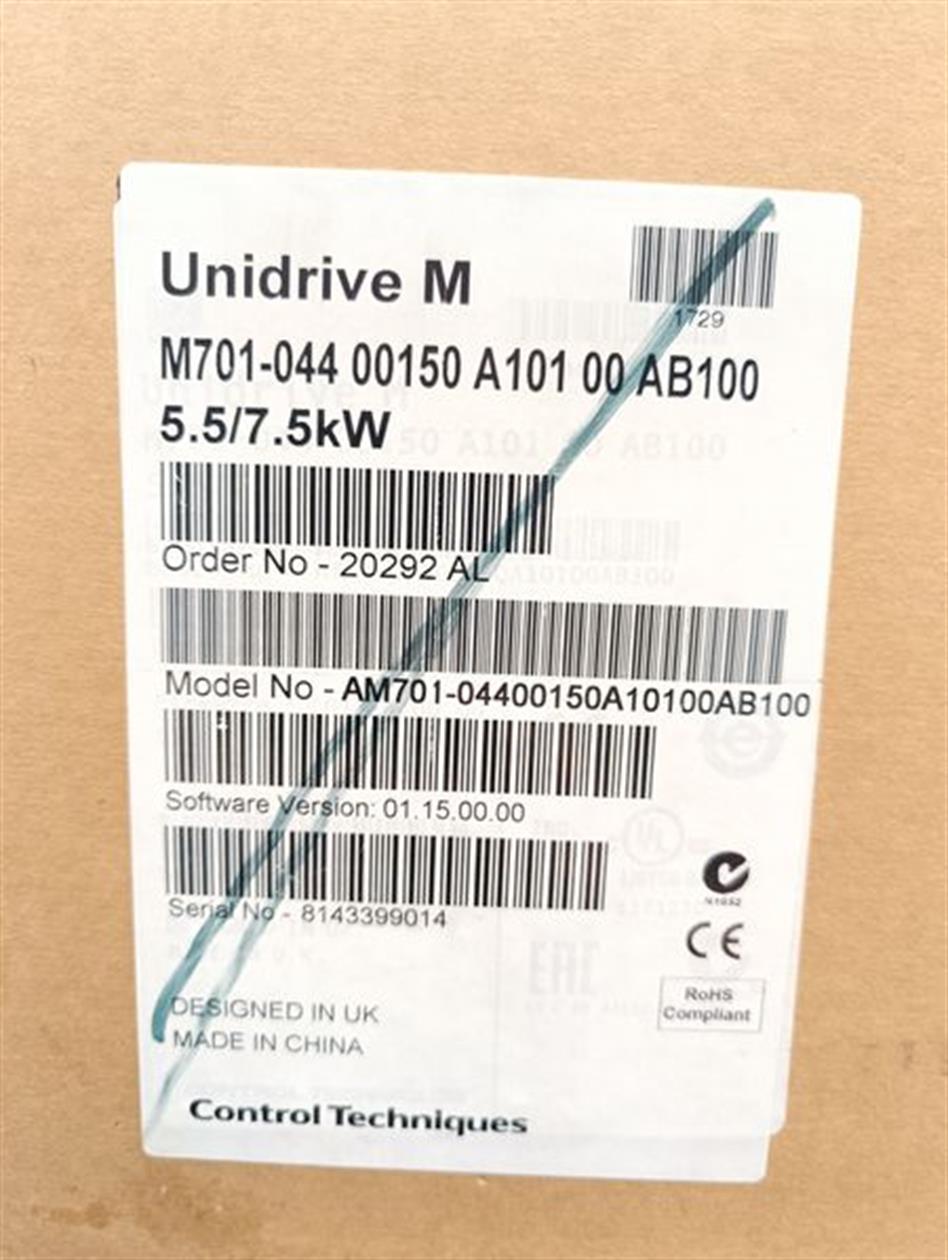 Unidrive M
1729
M701-044 00150 A101 00 AB100
5.5/7.5kW
Order No - 20292 AL
Model No - AM701-04400150A10100AB100
Software Version: 01.15.00.00
Serial No - 8143399014
N1652
CE
RoHS
Compliant
DESIGNED IN UK
MADE IN CHINA
Control Techniques